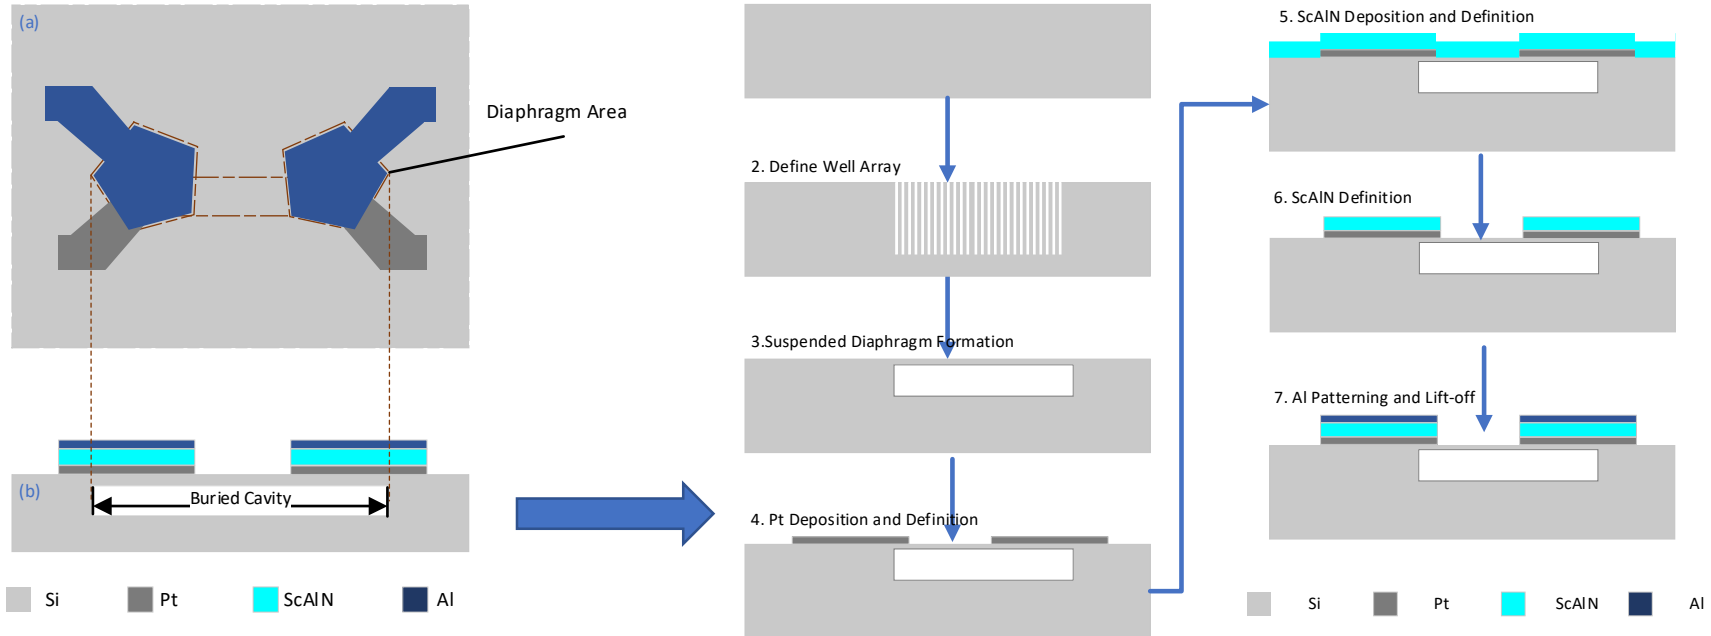 (a)
Diaphragm Area
(b)
Buried Cavity
Si
Pt
ScAlN
Al
2. Define Well Array
3.Suspended Diaphragm Formation
4. Pt Deposition and Definition
5. ScAlN Deposition and Definition
6. ScAlN Definition
7. Al Patterning and Lift-off
Si
Pt
ScAlN
Al